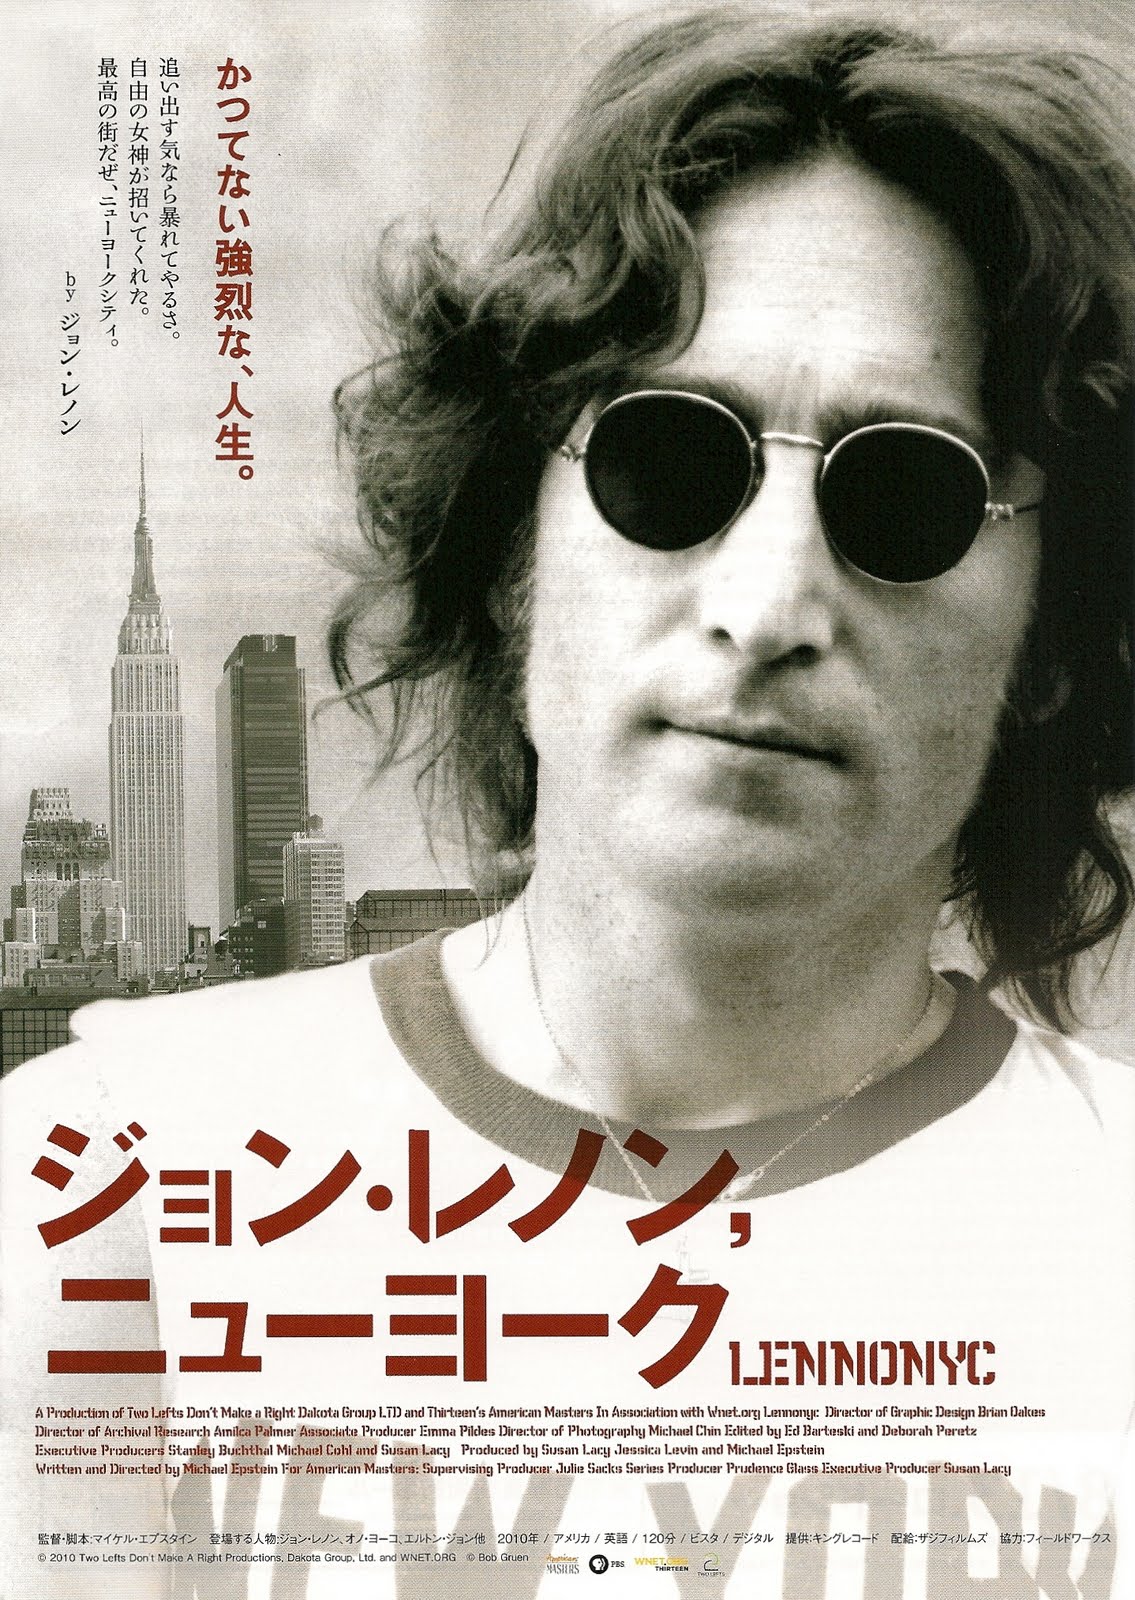 かつてない強烈な、人生。
追い出す気なら暴れてやるさ。
自由の女神が招いてくれた。
最高の街だぜ、ニューヨークシティ。
by ジョン・レノン
ジョン・レノン,
ニューヨーク
LENNONYC
A Production of Two Lefts Don't Make a Right Dakota Group LTD and Thirteen's American Masters In Association with Wnet.org Lennonyc Director of Graphic Design Brian Oakes
Director of Archival Research Amilca Palmer Associate Producer Emma Pildes Director of Photography Michael Chin Edited by Ed Barteski and Deborah Peretz
Executive Producers Stanley Buchthal Michael Cohl and Susan Lacy Produced by Susan Lacy Jessica Levin and Michael Epstein
Written and Directed by Michael Epstein For American Masters: Supervising Producer Julie Sacks Series Producer Prudence Glass Executive Producer Susan Lacy
NEW YORK
監督・脚本:マイケル・エプスタイン 登場する人物:ジョン・レノン、オノ・ヨーコ、エルトン・ジョン他 2010年 / アメリカ / 英語 / 120分 / ビスタ / デジタル 提供:キングレコード 配給:ザジフィルムズ 協力:フィールドワークス
© 2010 Two Lefts Don't Make A Right Productions, Dakota Group, Ltd. and WNET.ORG © Bob Gruen
American MASTERS PBS WNET.ORG THIRTEEN TWO LEFTS